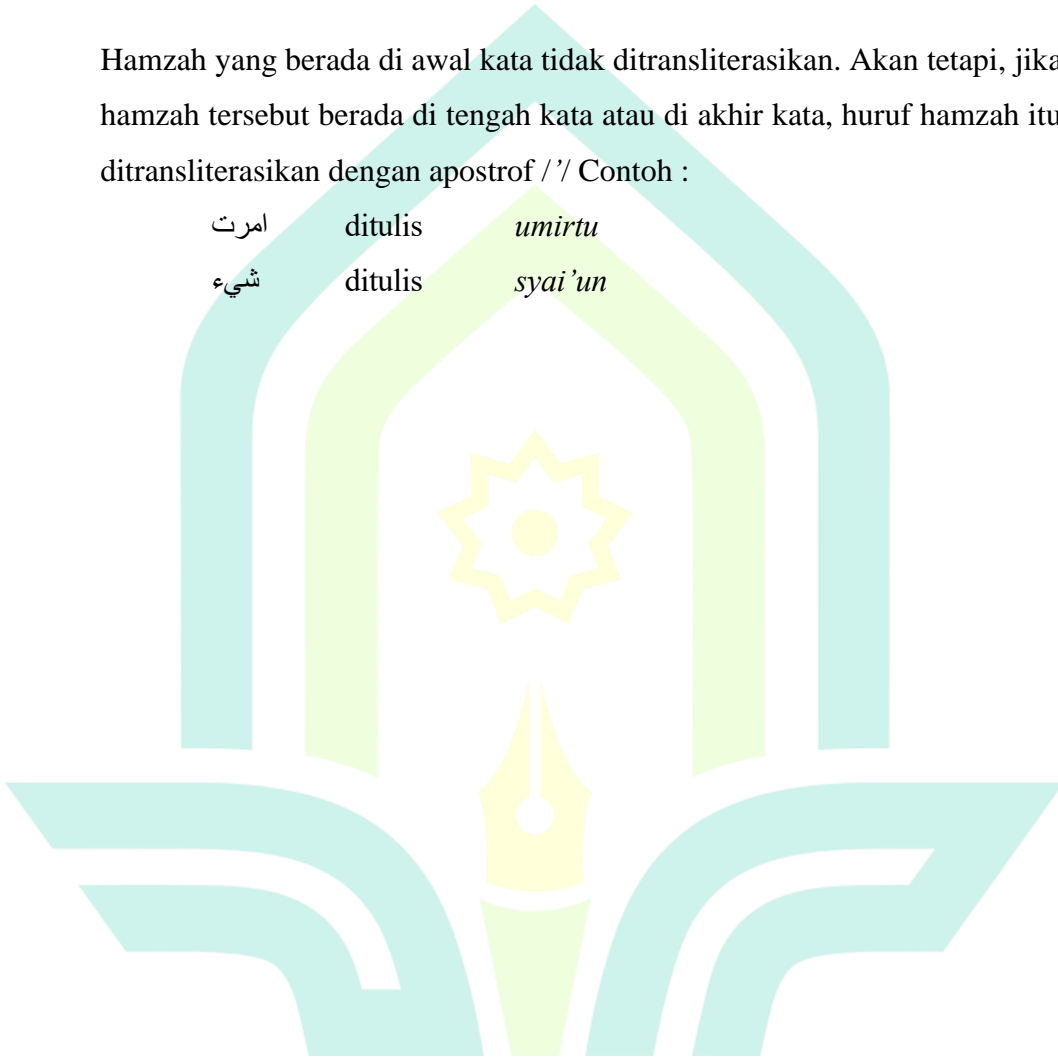 Hamzah yang berada di awal kata tidak ditransliterasikan. Akan tetapi, jika
hamzah tersebut berada di tengah kata atau di akhir kata, huruf hamzah itu
ditransliterasikan dengan apostrof /’/ Contoh :
امرت ditulis umirtu
شيء ditulis syai’un